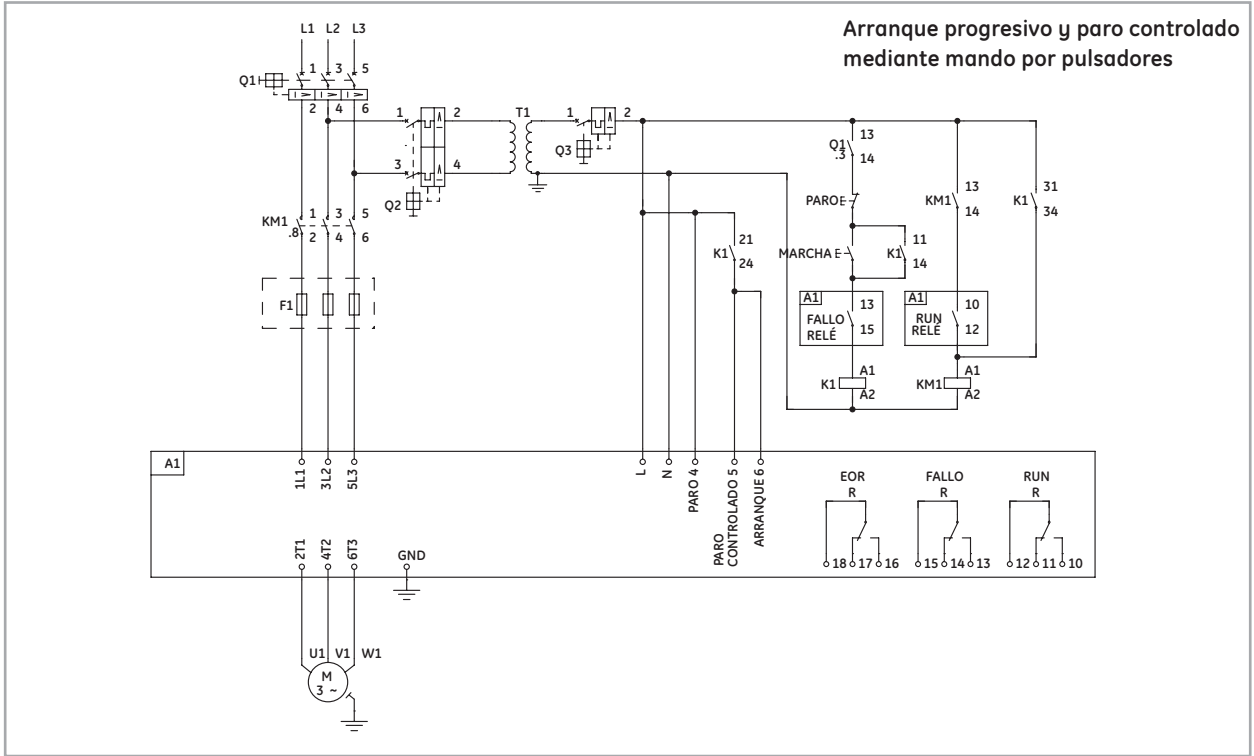 Arranque progresivo y paro controlado
mediante mando por pulsadores
L1 L2 L3
Q1 1 3 5
2 4 6
1 2 T1 1 2
Q3
3 4
Q2
Q1 13
.3 14
PARO E
KM1 13
14
K1 31
34
KM1 1 3 5
.8 2 4 6
K1 21
24
MARCHA E
K1 11
14
F1
A1 13
FALLO
RELÉ 15
A1 10
RUN
RELÉ 12
K1 A1
A2
KM1 A1
A2
A1
1L1 3L2 5L3
L N PARO 4
PARO
CONTROLADO 5
ARRANQUE 6
EOR FALLO RUN
R R R
2T1 4T2 6T3 GND
18 17 16 15 14 13 12 11 10
U1 V1 W1
M
3 ~